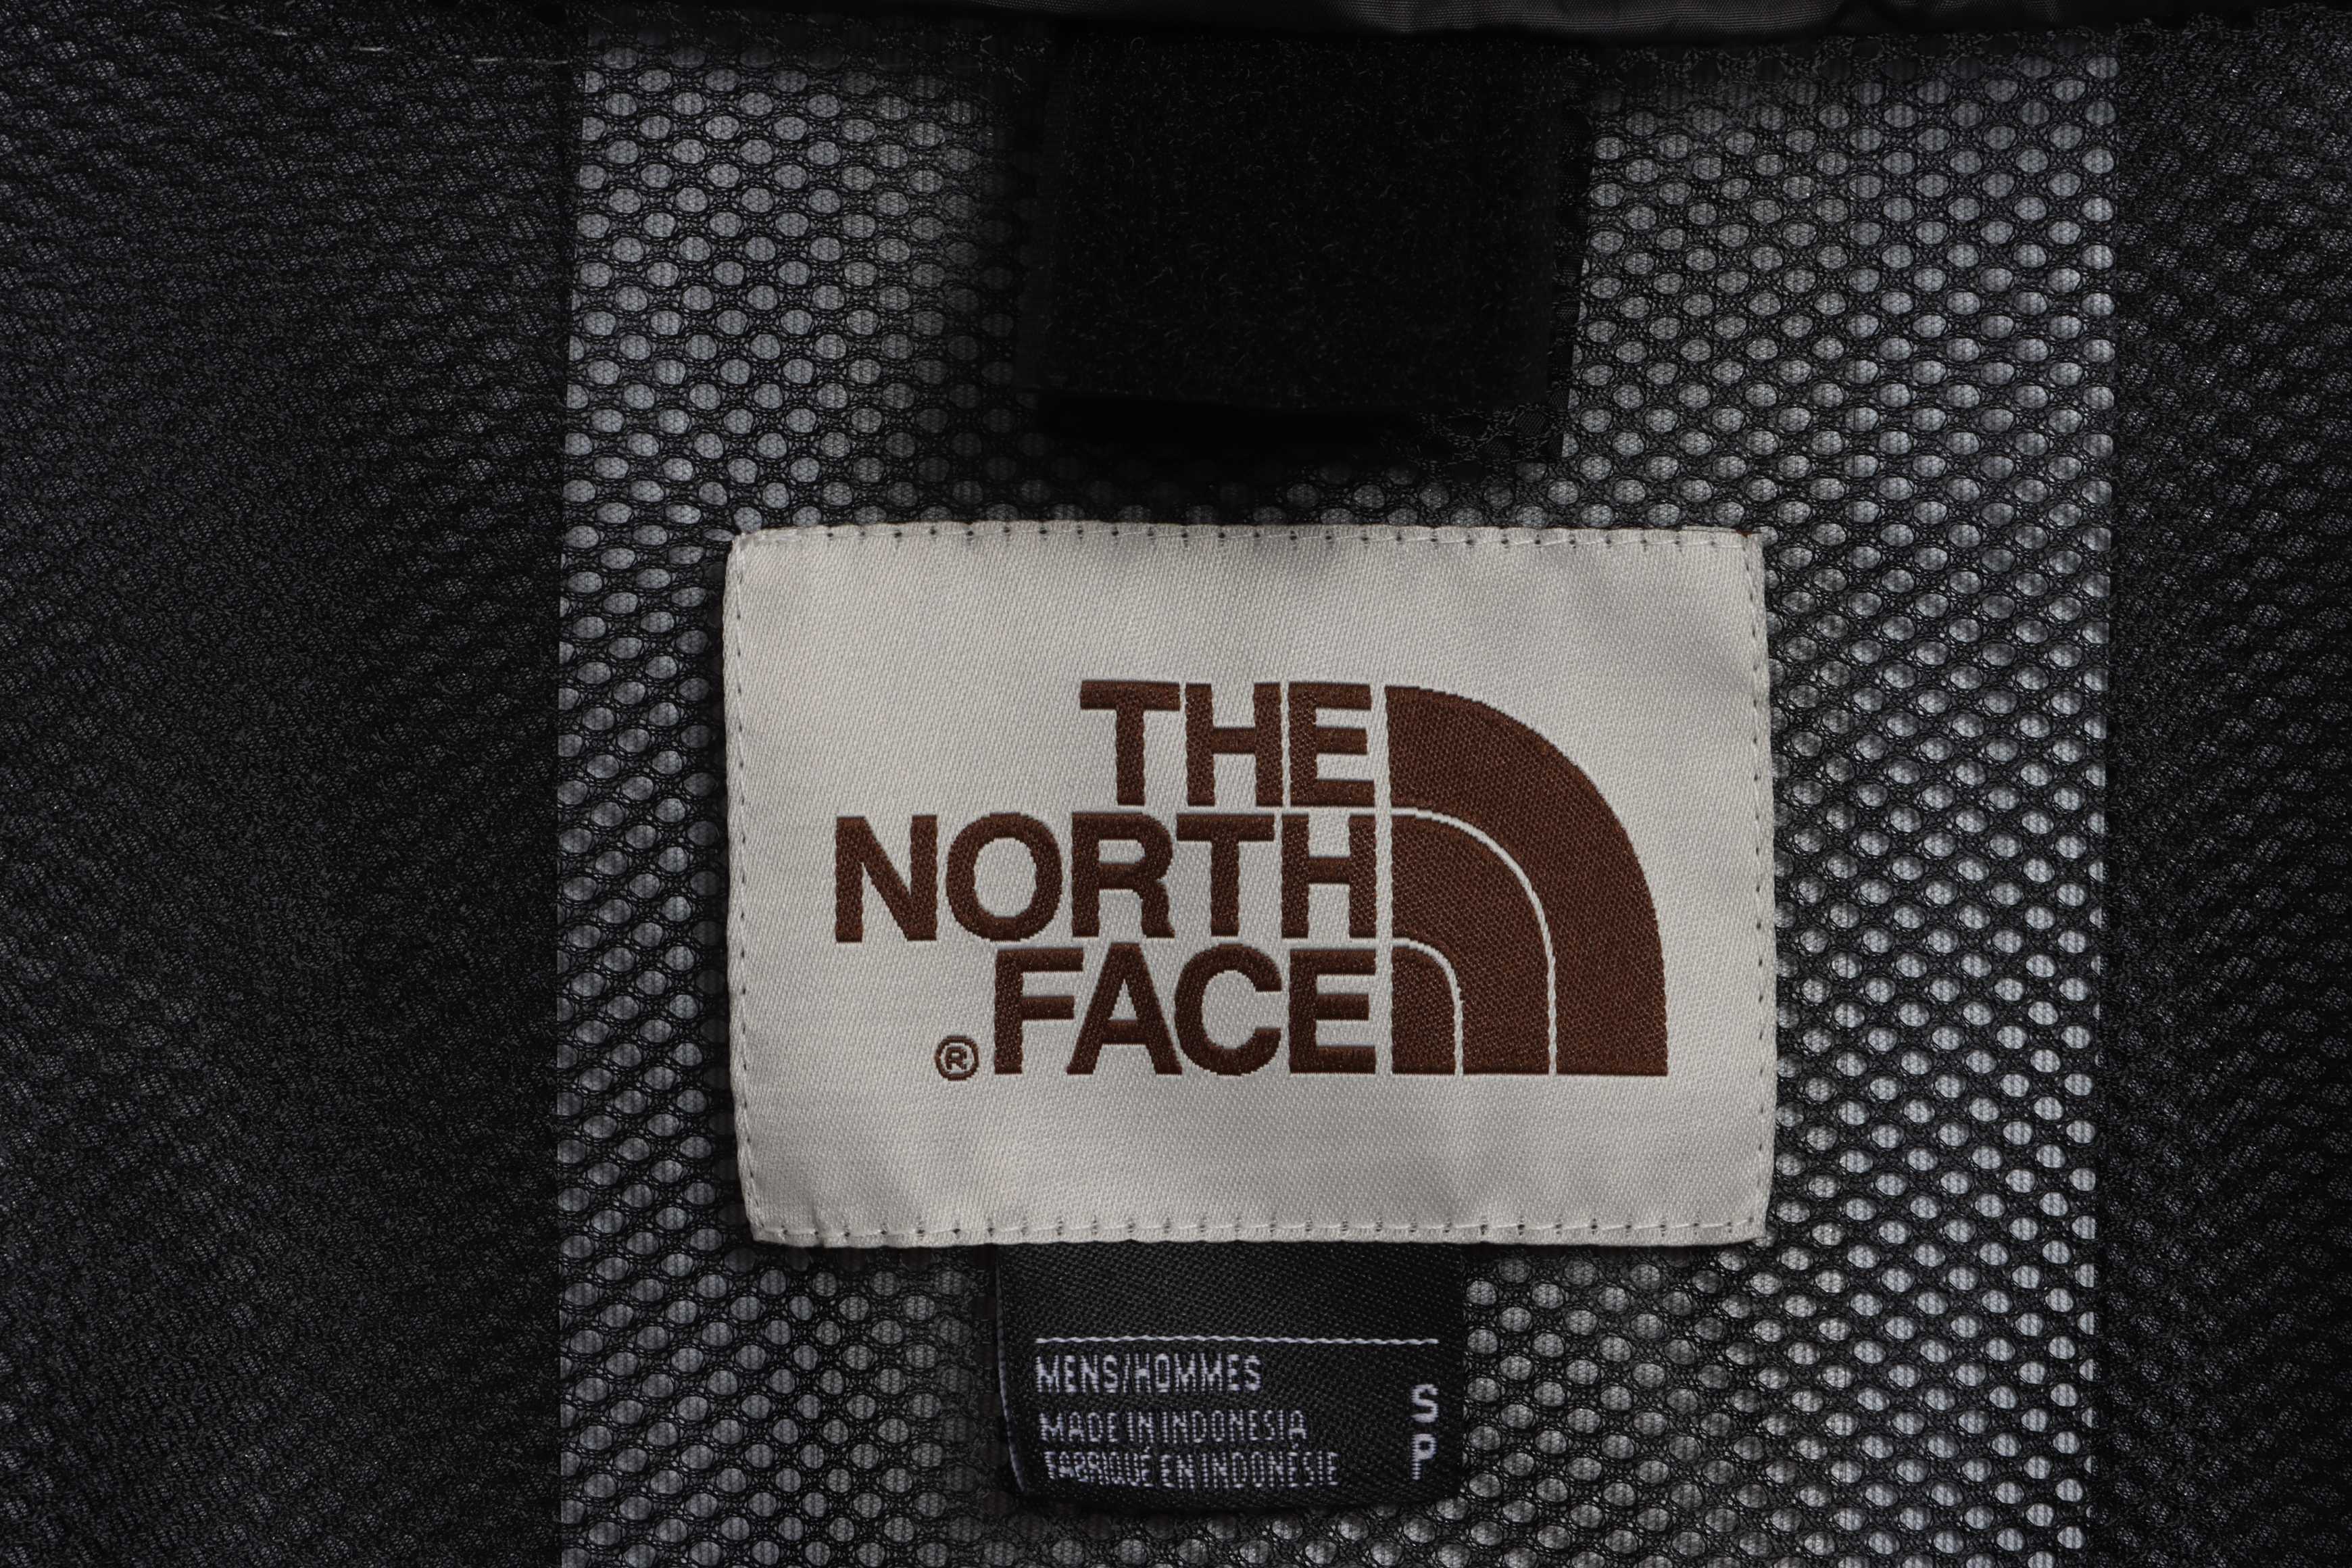 THE
NORTH
FACE
®
MENS/HOMMES
MADE IN INDONESIA
FABRIQUÉ EN INDONÉSIE
S
P